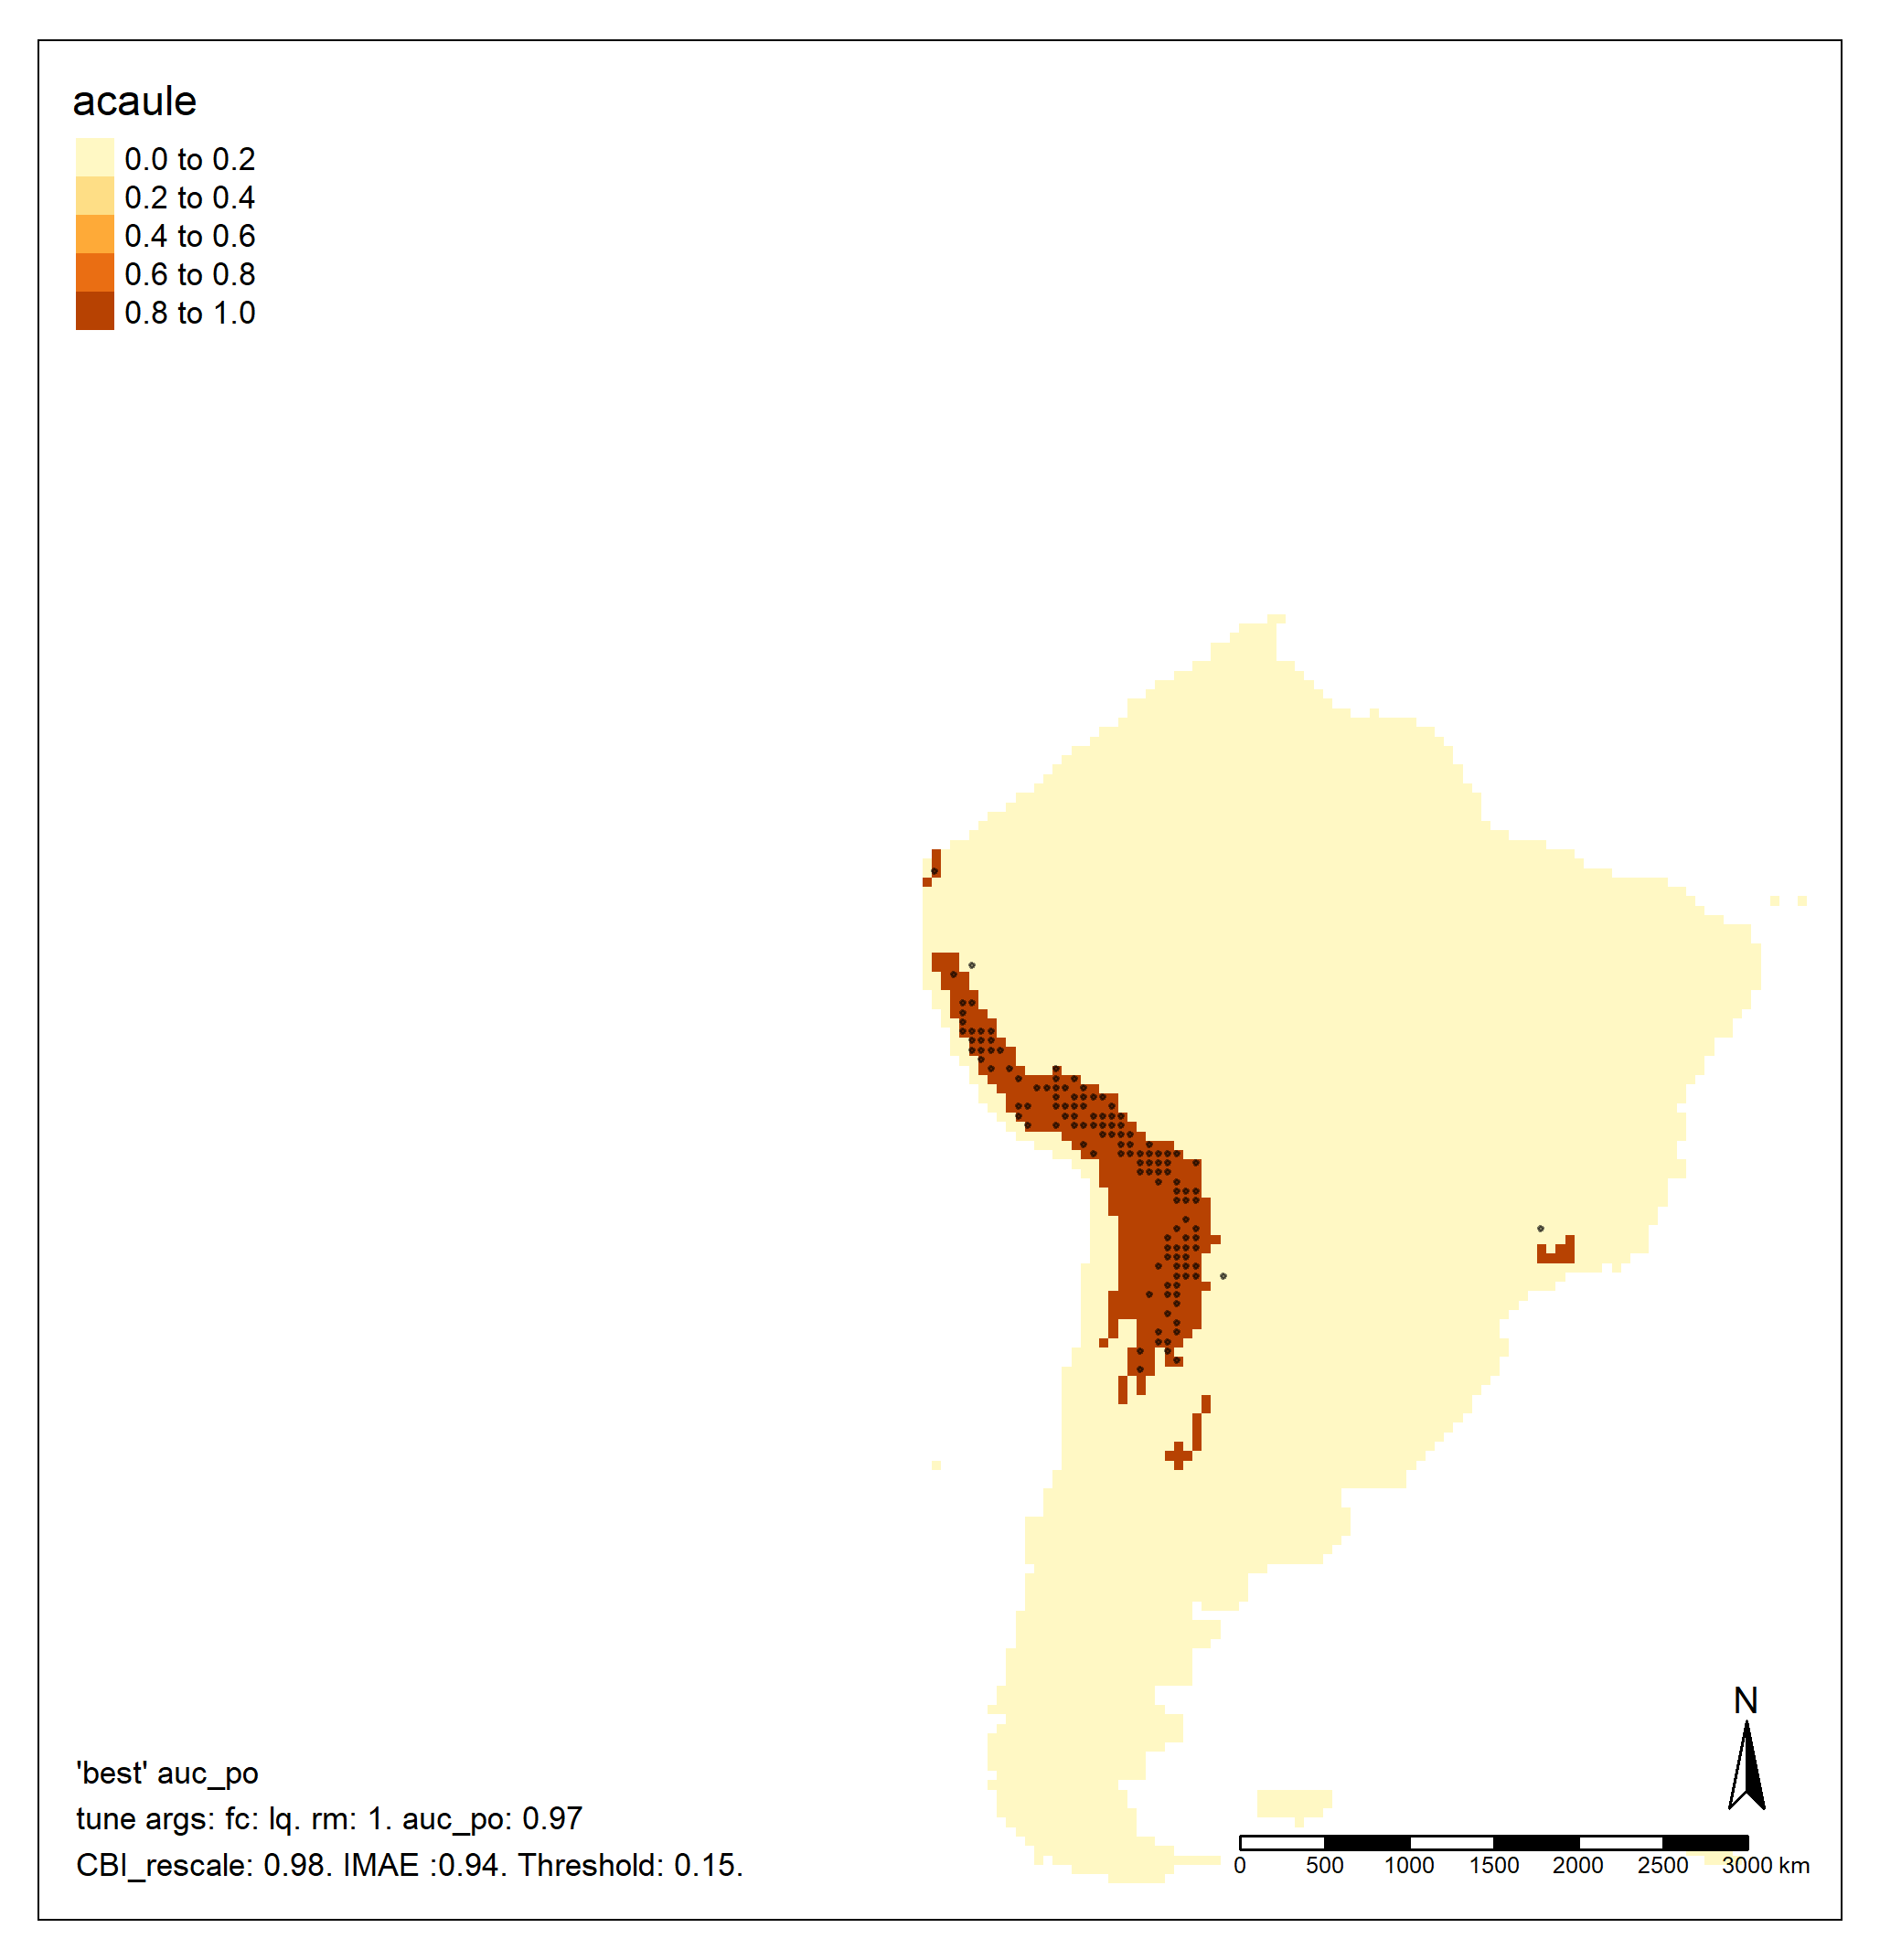 acaule
0.0 to 0.2
0.2 to 0.4
0.4 to 0.6
0.6 to 0.8
0.8 to 1.0
N
'best' auc_po
tune args: fc: lq. rm: 1. auc_po: 0.97
CBI_rescale: 0.98. IMAE :0.94. Threshold: 0.15.
0 500 1000 1500 2000 2500 3000 km